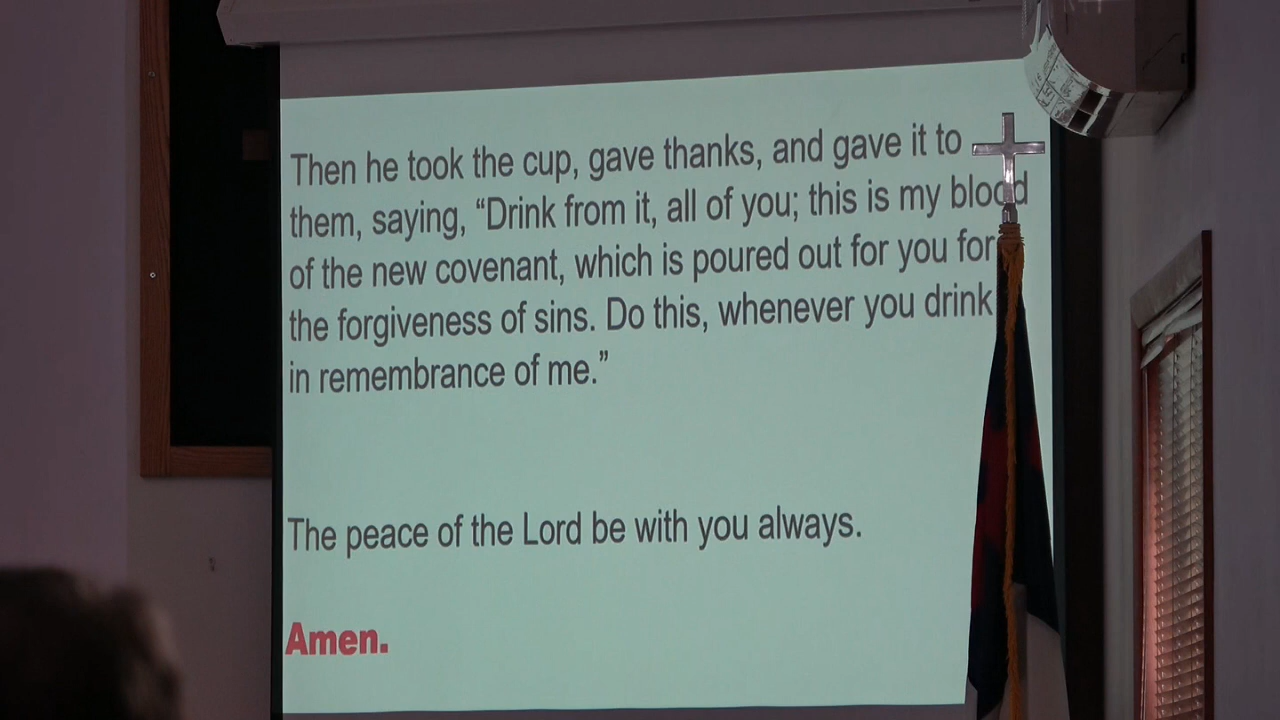 Then he took the cup, gave thanks, and gave it to
them, saying, “Drink from it, all of you; this is my blood
of the new covenant, which is poured out for you for
the forgiveness of sins. Do this, whenever you drink
in remembrance of me.”
The peace of the Lord be with you always.
Amen.